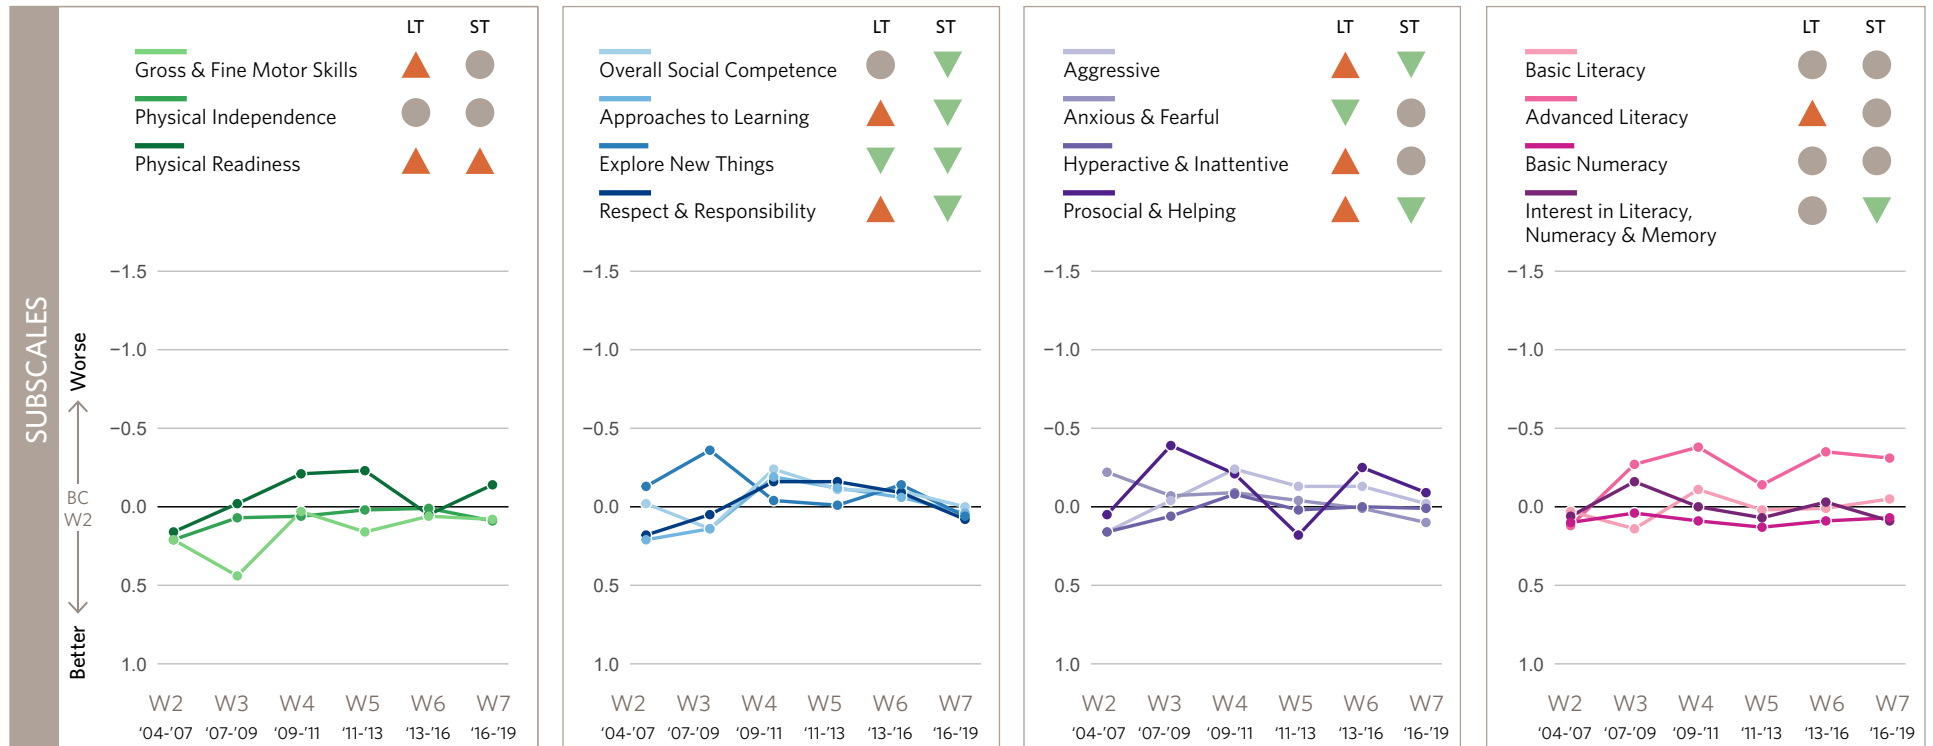 SUBSCALES
Worse
BC
W2
Better
LT ST
Gross & Fine Motor Skills
Physical Independence
Physical Readiness
−1.5
−1.0
−0.5
0.0
0.5
1.0
W2 W3 W4 W5 W6 W7
‘04-’07 ‘07-’09 ‘09-’11 ‘11-’13 ‘13-’16 ‘16-’19
LT ST
Overall Social Competence
Approaches to Learning
Explore New Things
Respect & Responsibility
−1.5
−1.0
−0.5
0.0
0.5
1.0
W2 W3 W4 W5 W6 W7
‘04-’07 ‘07-’09 ‘09-’11 ‘11-’13 ‘13-’16 ‘16-’19
LT ST
Aggressive
Anxious & Fearful
Hyperactive & Inattentive
Prosocial & Helping
−1.5
−1.0
−0.5
0.0
0.5
1.0
W2 W3 W4 W5 W6 W7
‘04-’07 ‘07-’09 ‘09-’11 ‘11-’13 ‘13-’16 ‘16-’19
LT ST
Basic Literacy
Advanced Literacy
Basic Numeracy
Interest in Literacy,
Numeracy & Memory
−1.5
−1.0
−0.5
0.0
0.5
1.0
W2 W3 W4 W5 W6 W7
‘04-’07 ‘07-’09 ‘09-’11 ‘11-’13 ‘13-’16 ‘16-’19